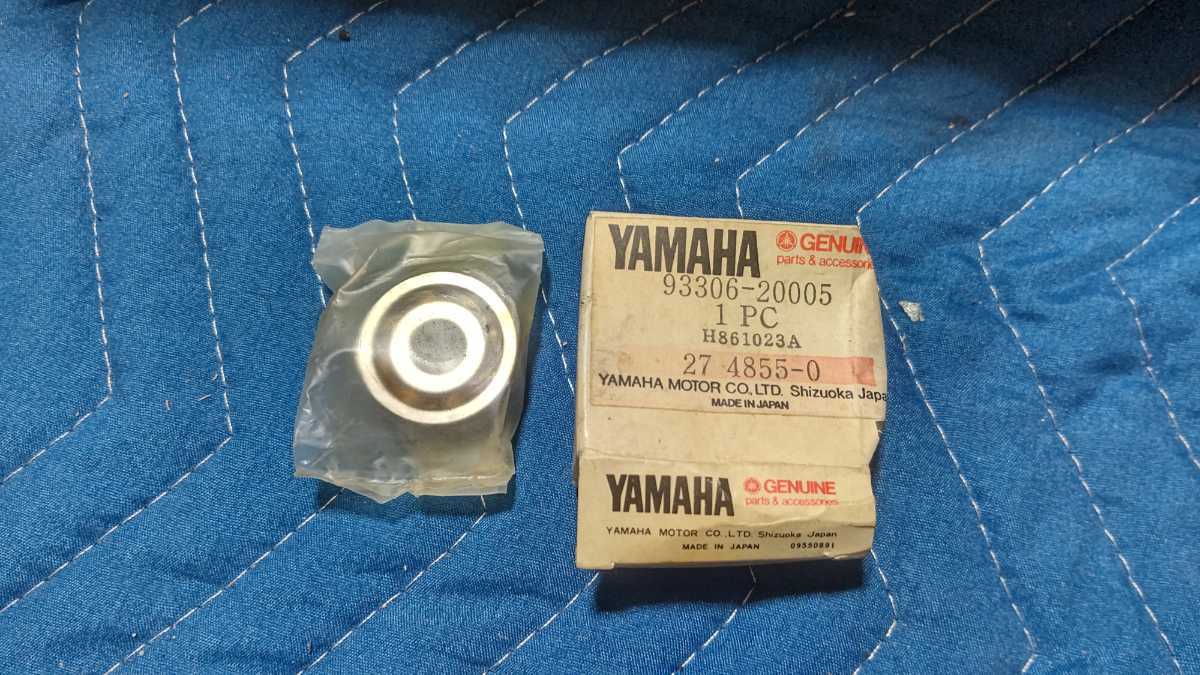 YAMAHA
GENUINE
parts & accessories
93306-20005
1 PC
H861023A
27 4855-0
YAMAHA MOTOR CO., LTD. Shizuoka Japa
MADE IN JAPAN
YAMAHA
GENUINE
parts & accessories
YAMAHA MOTOR CO., LTD. Shizuoka Japan
MADE IN JAPAN 09550891